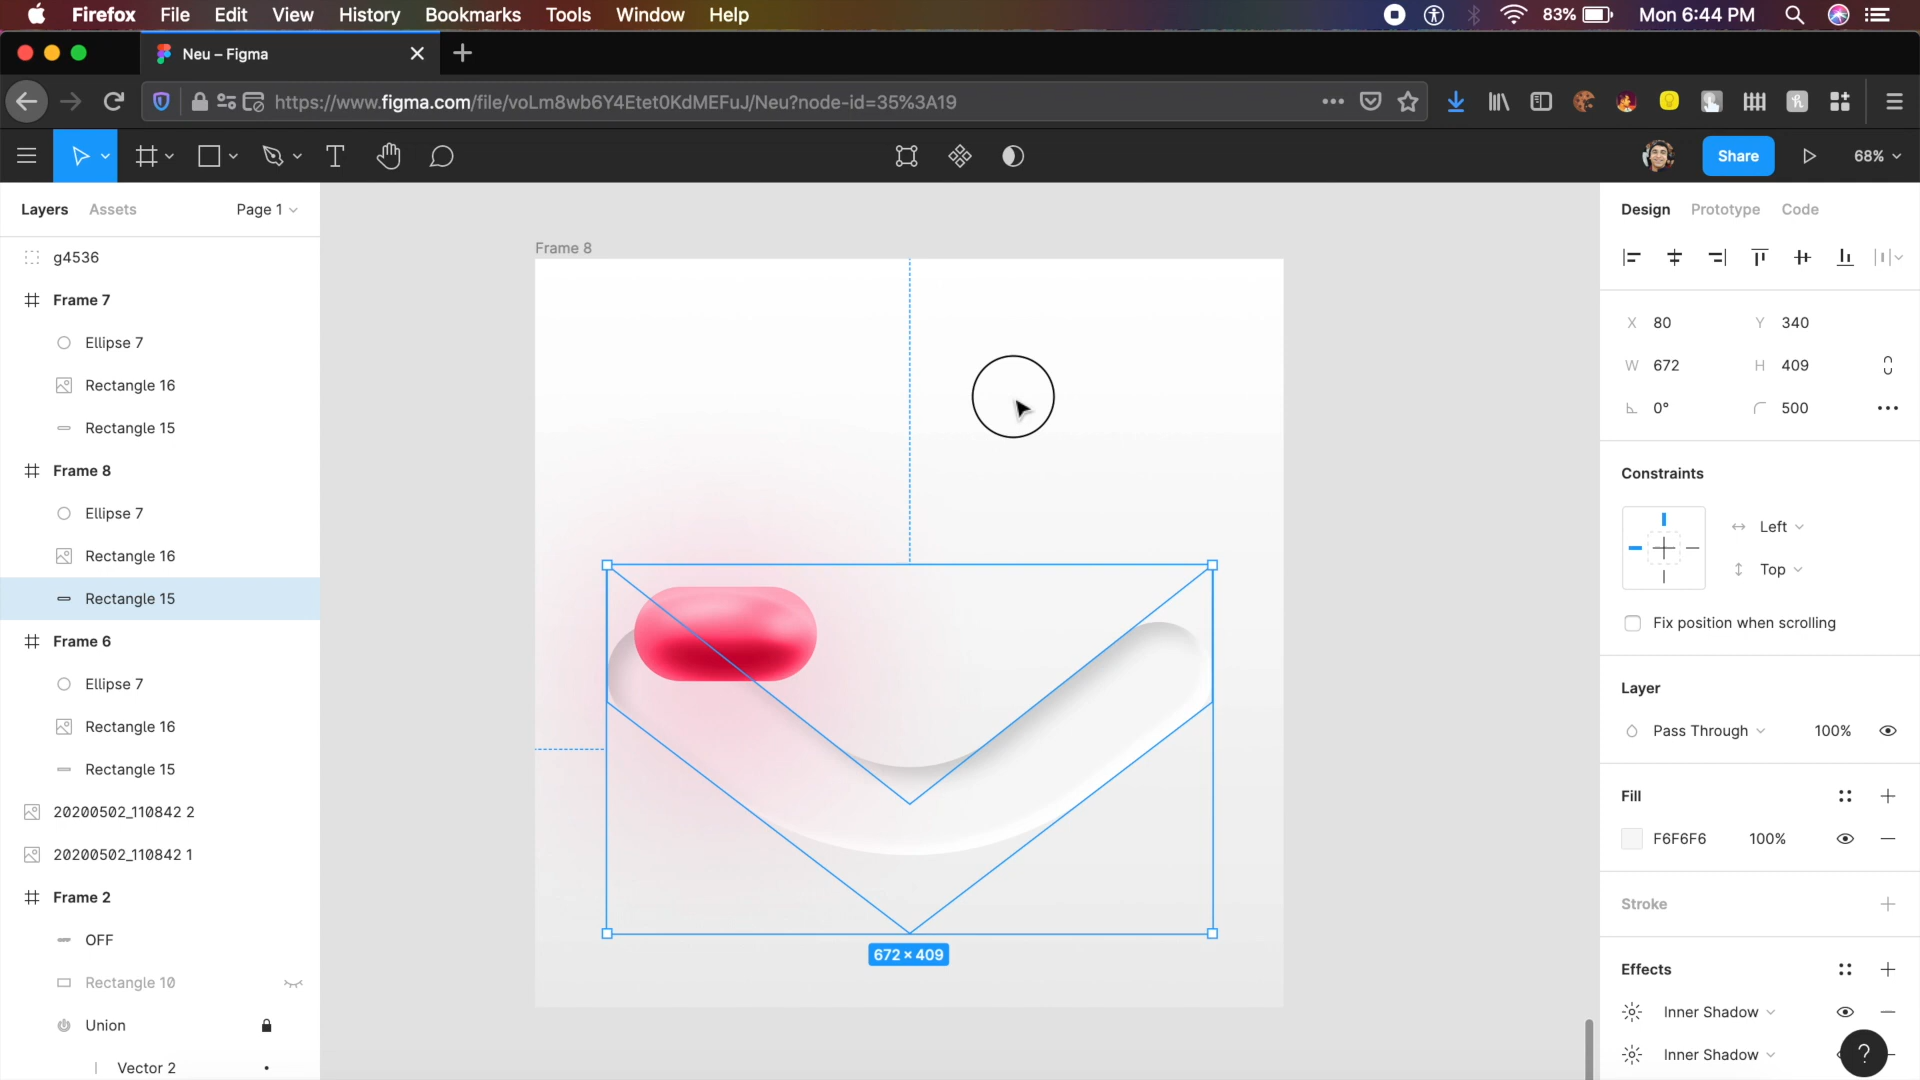 Firefox File Edit View History Bookmarks Tools Window Help 83% Mon 6:44 PM
Neu – Figma
https://www.figma.com/file/voLm8wb6Y4Etet0KdMEFuJ/Neu?node-id=35%3A19
Share 68%
Layers Assets Page 1
g4536
Frame 7
Ellipse 7
Rectangle 16
Rectangle 15
Frame 8
Ellipse 7
Rectangle 16
Rectangle 15
Frame 6
Ellipse 7
Rectangle 16
Rectangle 15
20200502_110842 2
20200502_110842 1
Frame 2
OFF
Rectangle 10
Union
Vector 2
Frame 8
672 × 409
Design Prototype Code
X 80 Y 340
W 672 H 409
0° 500
Constraints
Left
Top
Fix position when scrolling
Layer
Pass Through 100%
Fill
F6F6F6 100%
Stroke
Effects
Inner Shadow
Inner Shadow
?